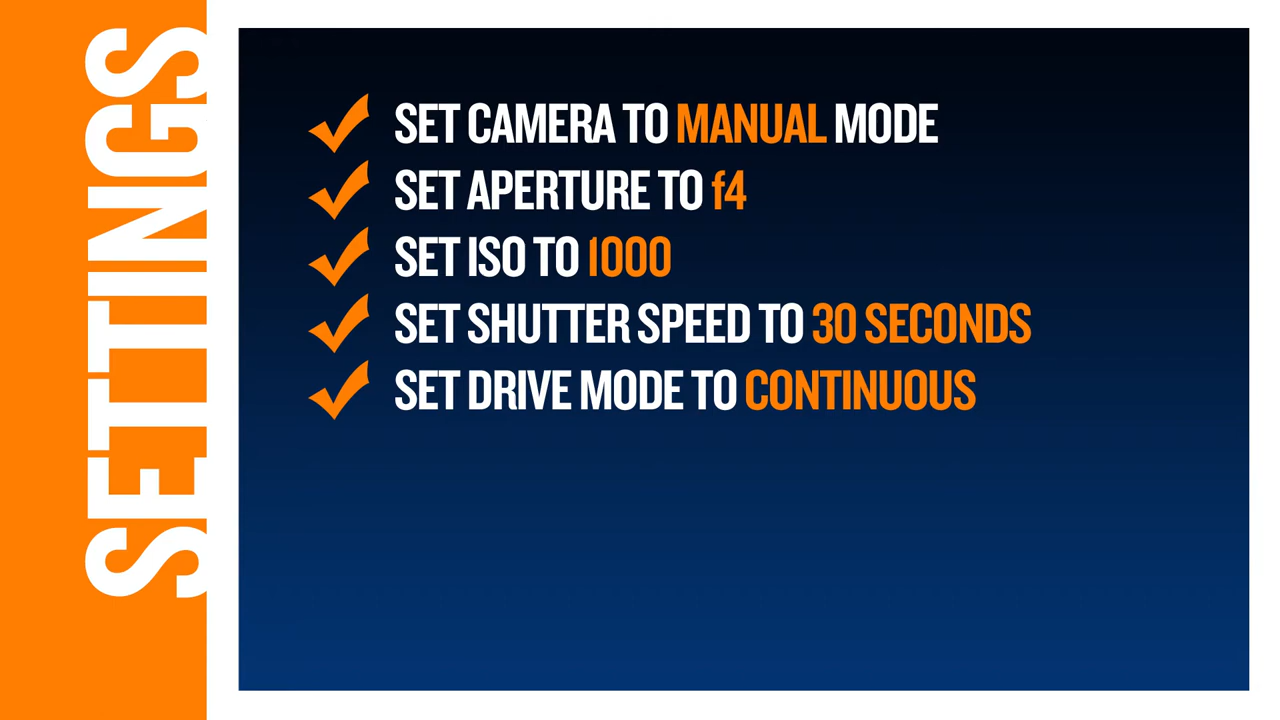 SETTINGS
SET CAMERA TO MANUAL MODE
SET APERTURE TO f4
SET ISO TO 1000
SET SHUTTER SPEED TO 30 SECONDS
SET DRIVE MODE TO CONTINUOUS